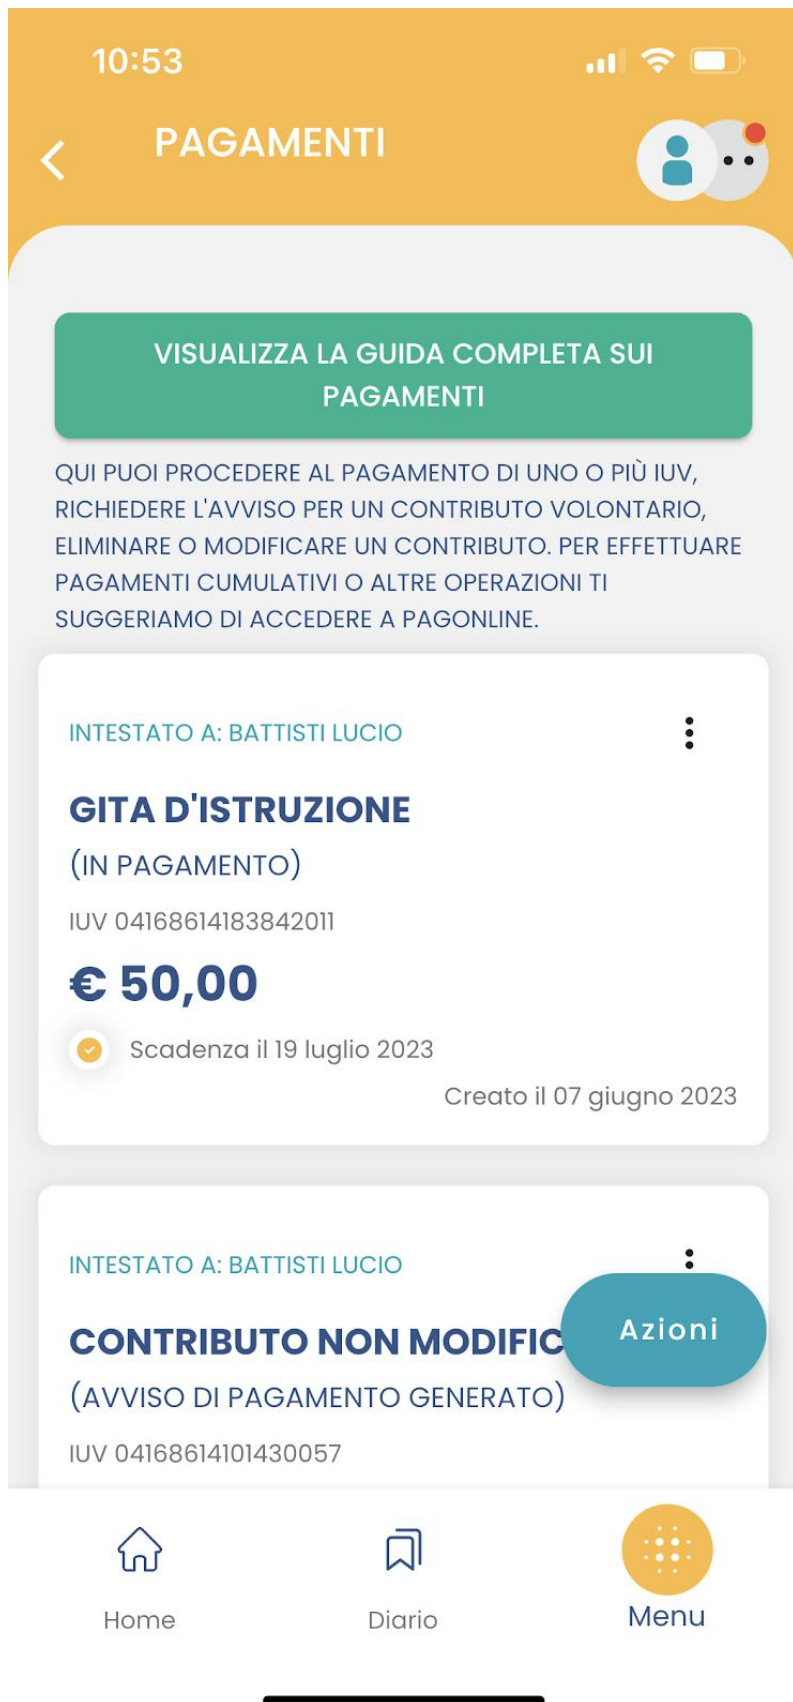 10:53
PAGAMENTI
VISUALIZZA LA GUIDA COMPLETA SUI
PAGAMENTI
QUI PUOI PROCEDERE AL PAGAMENTO DI UNO O PIÙ IUV,
RICHIEDERE L'AVVISO PER UN CONTRIBUTO VOLONTARIO,
ELIMINARE O MODIFICARE UN CONTRIBUTO. PER EFFETTUARE
PAGAMENTI CUMULATIVI O ALTRE OPERAZIONI TI
SUGGERIAMO DI ACCEDERE A PAGONLINE.
INTESTATO A: BATTISTI LUCIO
GITA D'ISTRUZIONE
(IN PAGAMENTO)
IUV 04168614183842011
€ 50,00
Scadenza il 19 luglio 2023
Creato il 07 giugno 2023
INTESTATO A: BATTISTI LUCIO
CONTRIBUTO NON MODIFIC
Azioni
(AVVISO DI PAGAMENTO GENERATO)
IUV 04168614101430057
Home
Diario
Menu